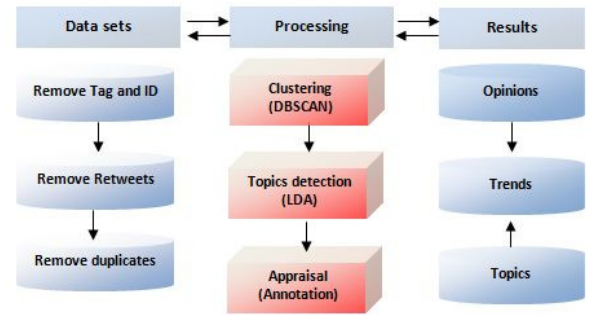 Data sets
Processing
Results
Remove Tag and ID
Clustering
(DBSCAN)
Opinions
Remove Retweets
Topics detection
(LDA)
Trends
Remove duplicates
Appraisal
(Annotation)
Topics